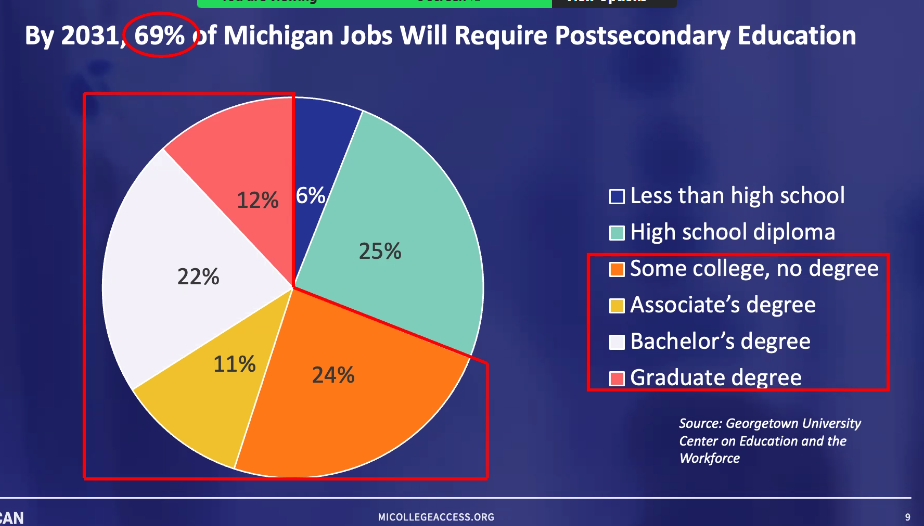 By 2031, 69% of Michigan Jobs Will Require Postsecondary Education
6%
12%
25%
22%
11%
24%
Less than high school
High school diploma
Some college, no degree
Associate’s degree
Bachelor’s degree
Graduate degree
Source: Georgetown University
Center on Education and the
Workforce
CAN
MICOLLEGEACCESS.ORG
9